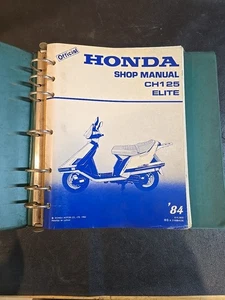 Official
HONDA
SHOP MANUAL
CH125
ELITE
'84